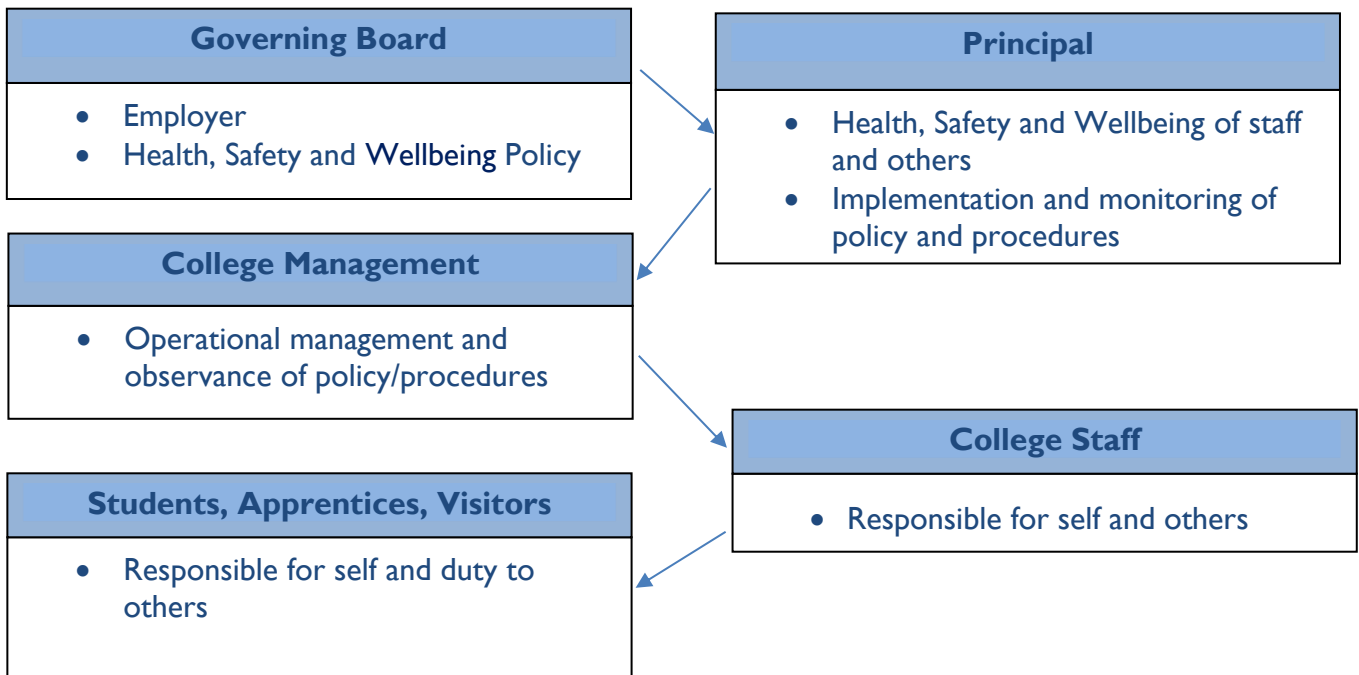 Governing Board
• Employer
• Health, Safety and Wellbeing Policy
Principal
• Health, Safety and Wellbeing of staff
and others
• Implementation and monitoring of
policy and procedures
College Management
• Operational management and
observance of policy/procedures
College Staff
• Responsible for self and others
Students, Apprentices, Visitors
• Responsible for self and duty to
others